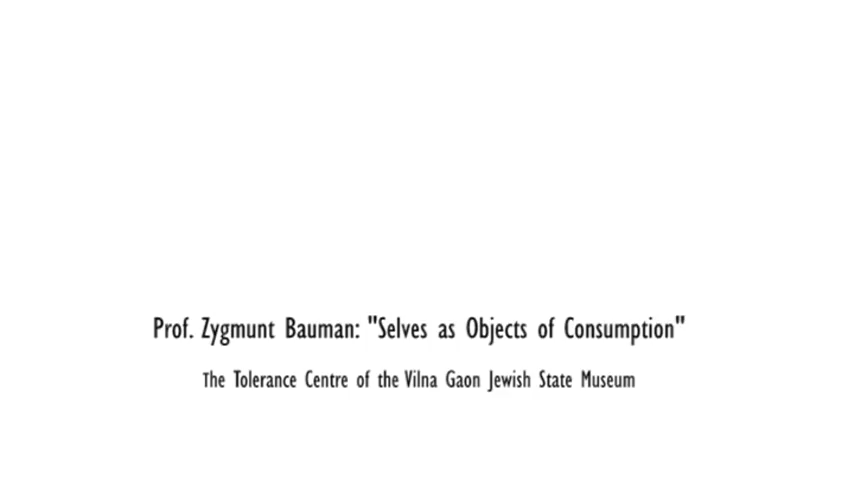 Prof. Zygmunt Bauman: "Selves as Objects of Consumption"
The Tolerance Centre of the Vilna Gaon Jewish State Museum